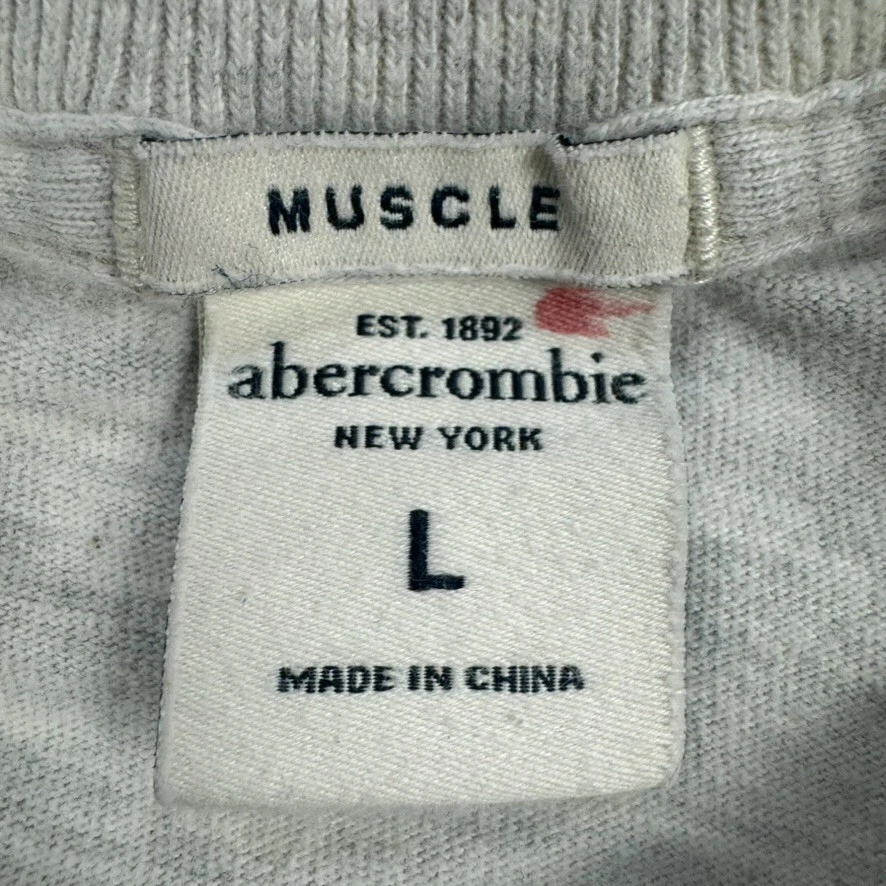 MUSCLE
EST. 1892
abercrombie
NEW YORK
L
MADE IN CHINA